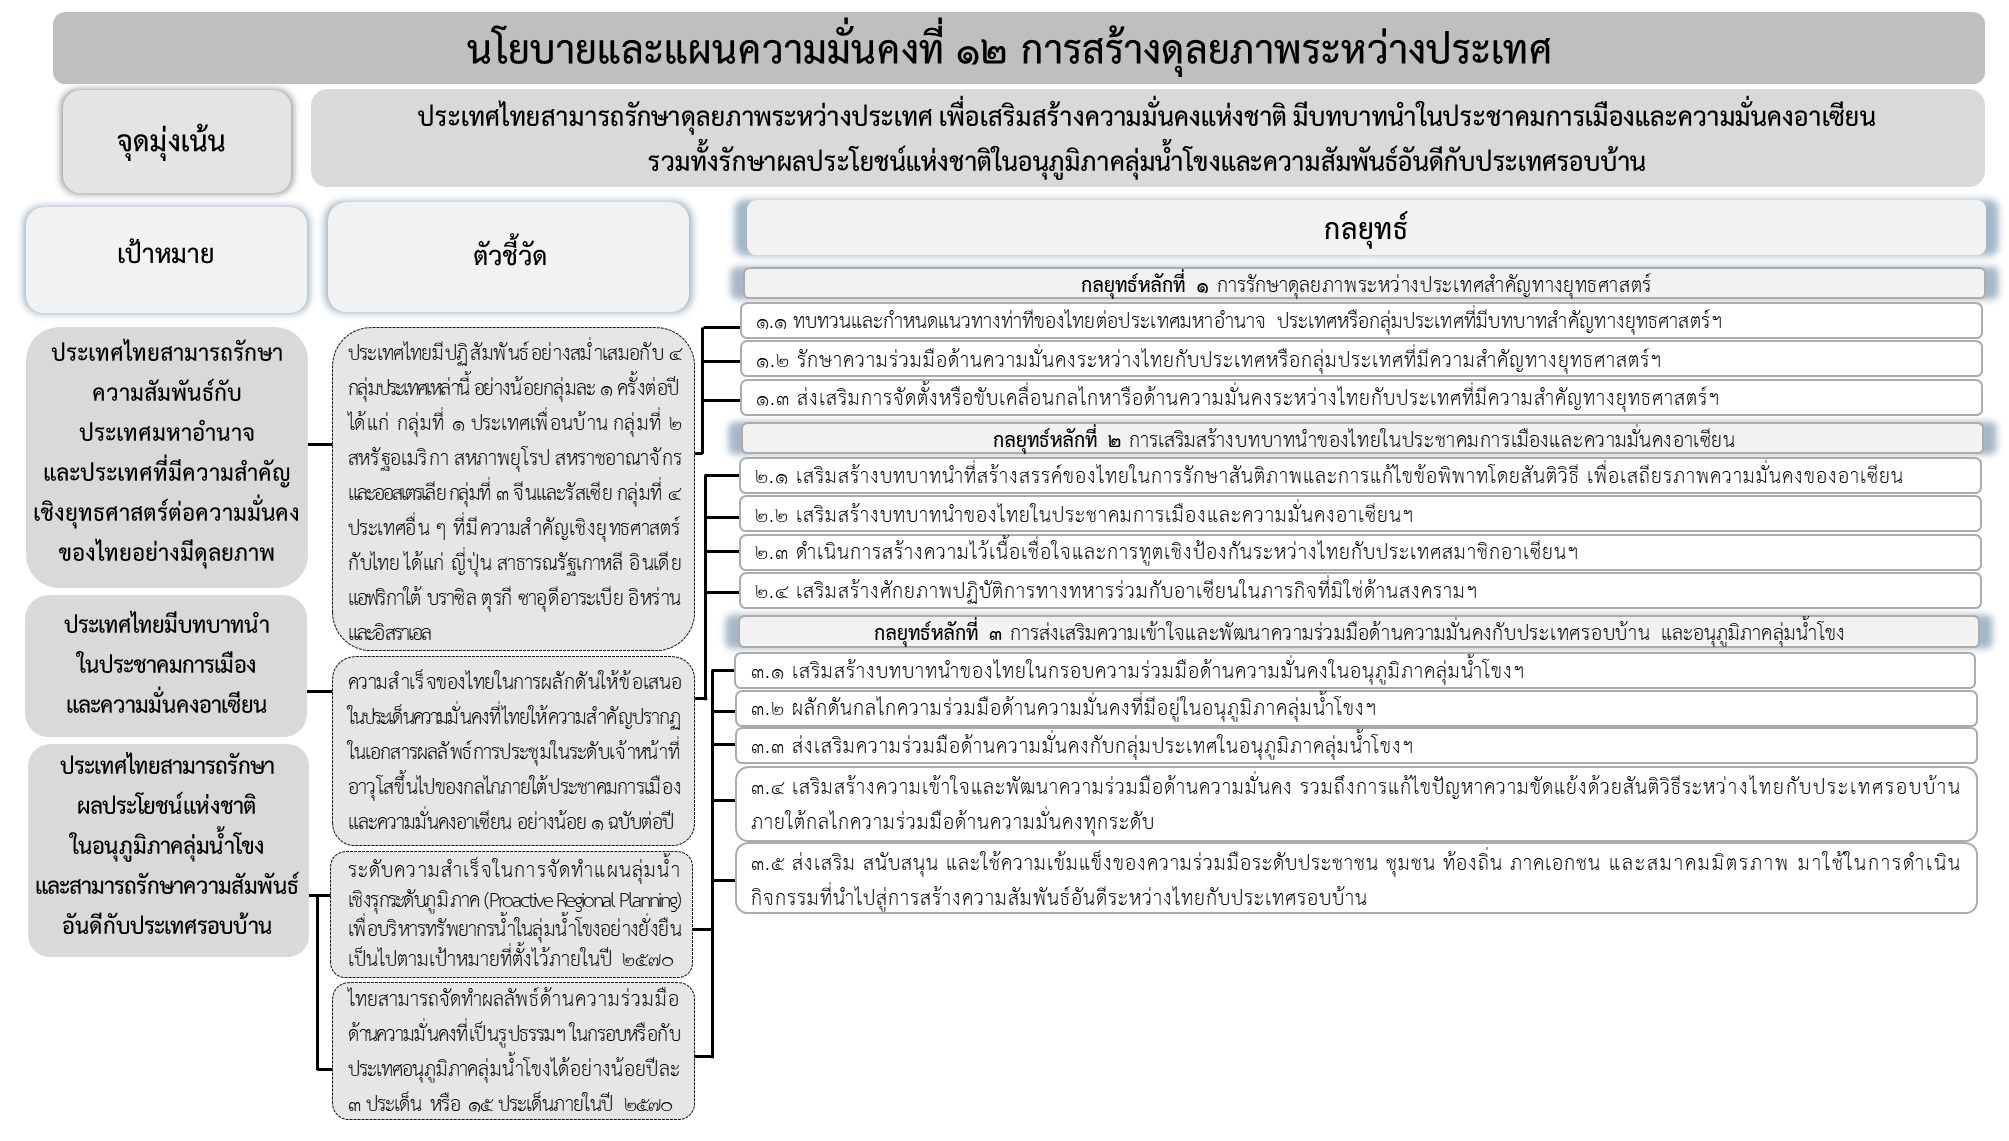 นโยบายและแผนความมั่นคงที่ ๑๒ การสร้างดุลยภาพระหว่างประเทศ
จุดมุ่งเน้น
ประเทศไทยสามารถรักษาดุลยภาพระหว่างประเทศ เพื่อเสริมสร้างความมั่นคงแห่งชาติ มีบทบาทนำในประชาคมการเมืองและความมั่นคงอาเซียน
รวมทั้งรักษาผลประโยชน์แห่งชาติในอนุภูมิภาคลุ่มน้ำโขงและความสัมพันธ์อันดีกับประเทศรอบบ้าน
เป้าหมาย
ประเทศไทยสามารถรักษา
ความสัมพันธ์กับ
ประเทศมหาอำนาจ
และประเทศที่มีความสำคัญ
เชิงยุทธศาสตร์ต่อความมั่นคง
ของไทยอย่างมีดุลยภาพ
ประเทศไทยมีบทบาทนำ
ในประชาคมการเมือง
และความมั่นคงอาเซียน
ประเทศไทยสามารถรักษา
ผลประโยชน์แห่งชาติ
ในอนุภูมิภาคลุ่มน้ำโขง
และสามารถรักษาความสัมพันธ์
อันดีกับประเทศรอบบ้าน
ตัวชี้วัด
ประเทศไทยมีปฏิสัมพันธ์อย่างสม่ำเสมอกับ ๔
กลุ่มประเทศเหล่านี้ อย่างน้อยกลุ่มละ ๑ ครั้งต่อปี
ได้แก่ กลุ่มที่ ๑ ประเทศเพื่อนบ้าน กลุ่มที่ ๒
สหรัฐอเมริกา สหภาพยุโรป สหราชอาณาจักร
และออสเตรเลีย กลุ่มที่ ๓ จีนและรัสเซีย กลุ่มที่ ๔
ประเทศอื่น ๆ ที่มีความสำคัญเชิงยุทธศาสตร์
กับไทย ได้แก่ ญี่ปุ่น สาธารณรัฐเกาหลี อินเดีย
แอฟริกาใต้ บราซิล ตุรกี ซาอุดีอาระเบีย อิหร่าน
และอิสราเอล
ความสำเร็จของไทยในการผลักดันให้ข้อเสนอ
ในประเด็นความมั่นคงที่ไทยให้ความสำคัญปรากฏ
ในเอกสารผลลัพธ์การประชุมในระดับเจ้าหน้าที่
อาวุโสขึ้นไปของกลไกภายใต้ประชาคมการเมือง
และความมั่นคงอาเซียน อย่างน้อย ๑ ฉบับต่อปี
ระดับความสำเร็จในการจัดทำแผนลุ่มน้ำ
เชิงรุกระดับภูมิภาค (Proactive Regional Planning)
เพื่อบริหารทรัพยากรน้ำในลุ่มน้ำโขงอย่างยั่งยืน
เป็นไปตามเป้าหมายที่ตั้งไว้ภายในปี ๒๕๗๐
ไทยสามารถจัดทำผลลัพธ์ด้านความร่วมมือ
ด้านความมั่นคงที่เป็นรูปธรรมฯ ในกรอบหรือกับ
ประเทศอนุภูมิภาคลุ่มน้ำโขงได้อย่างน้อยปีละ
๓ ประเด็น หรือ ๑๕ ประเด็นภายในปี ๒๕๗๐
กลยุทธ์
กลยุทธ์หลักที่ ๑ การรักษาดุลยภาพระหว่างประเทศสำคัญทางยุทธศาสตร์
๑.๑ ทบทวนและกำหนดแนวทางท่าทีของไทยต่อประเทศมหาอำนาจ ประเทศหรือกลุ่มประเทศที่มีบทบาทสำคัญทางยุทธศาสตร์ฯ
๑.๒ รักษาความร่วมมือด้านความมั่นคงระหว่างไทยกับประเทศหรือกลุ่มประเทศที่มีความสำคัญทางยุทธศาสตร์ฯ
๑.๓ ส่งเสริมการจัดตั้งหรือขับเคลื่อนกลไกหารือด้านความมั่นคงระหว่างไทยกับประเทศที่มีความสำคัญทางยุทธศาสตร์ฯ
กลยุทธ์หลักที่ ๒ การเสริมสร้างบทบาทนำของไทยในประชาคมการเมืองและความมั่นคงอาเซียน
๒.๑ เสริมสร้างบทบาทนำที่สร้างสรรค์ของไทยในการรักษาสันติภาพและการแก้ไขข้อพิพาทโดยสันติวิธี เพื่อเสถียรภาพความมั่นคงของอาเซียน
๒.๒ เสริมสร้างบทบาทนำของไทยในประชาคมการเมืองและความมั่นคงอาเซียนฯ
๒.๓ ดำเนินการสร้างความไว้เนื้อเชื่อใจและการทูตเชิงป้องกันระหว่างไทยกับประเทศสมาชิกอาเซียนฯ
๒.๔ เสริมสร้างศักยภาพปฏิบัติการทางทหารร่วมกับอาเซียนในภารกิจที่มิใช่ด้านสงครามฯ
กลยุทธ์หลักที่ ๓ การส่งเสริมความเข้าใจและพัฒนาความร่วมมือด้านความมั่นคงกับประเทศรอบบ้าน และอนุภูมิภาคลุ่มน้ำโขง
๓.๑ เสริมสร้างบทบาทนำของไทยในกรอบความร่วมมือด้านความมั่นคงในอนุภูมิภาคลุ่มน้ำโขงฯ
๓.๒ ผลักดันกลไกความร่วมมือด้านความมั่นคงที่มีอยู่ในอนุภูมิภาคลุ่มน้ำโขงฯ
๓.๓ ส่งเสริมความร่วมมือด้านความมั่นคงกับกลุ่มประเทศในอนุภูมิภาคลุ่มน้ำโขงฯ
๓.๔ เสริมสร้างความเข้าใจและพัฒนาความร่วมมือด้านความมั่นคง รวมถึงการแก้ไขปัญหาความขัดแย้งด้วยสันติวิธีระหว่างไทยกับประเทศรอบบ้าน
ภายใต้กลไกความร่วมมือด้านความมั่นคงทุกระดับ
๓.๕ ส่งเสริม สนับสนุน และใช้ความเข้มแข็งของความร่วมมือระดับประชาชน ชุมชน ท้องถิ่น ภาคเอกชน และสมาคมมิตรภาพ มาใช้ในการดำเนิน
กิจกรรมที่นำไปสู่การสร้างความสัมพันธ์อันดีระหว่างไทยกับประเทศรอบบ้าน